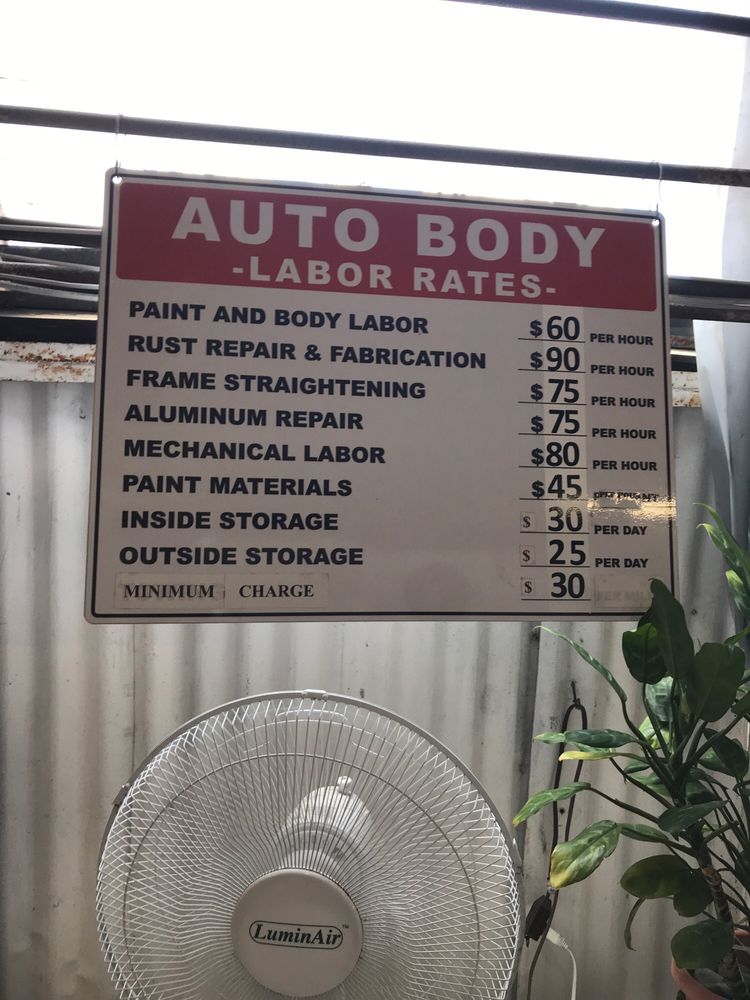 AUTO BODY
-LABOR RATES-
PAINT AND BODY LABOR $60 PER HOUR
RUST REPAIR & FABRICATION $90 PER HOUR
FRAME STRAIGHTENING $75 PER HOUR
ALUMINUM REPAIR $75 PER HOUR
MECHANICAL LABOR $80 PER HOUR
PAINT MATERIALS $45
INSIDE STORAGE $ 30 PER DAY
OUTSIDE STORAGE $ 25 PER DAY
MINIMUM CHARGE $ 30
LuminAir™